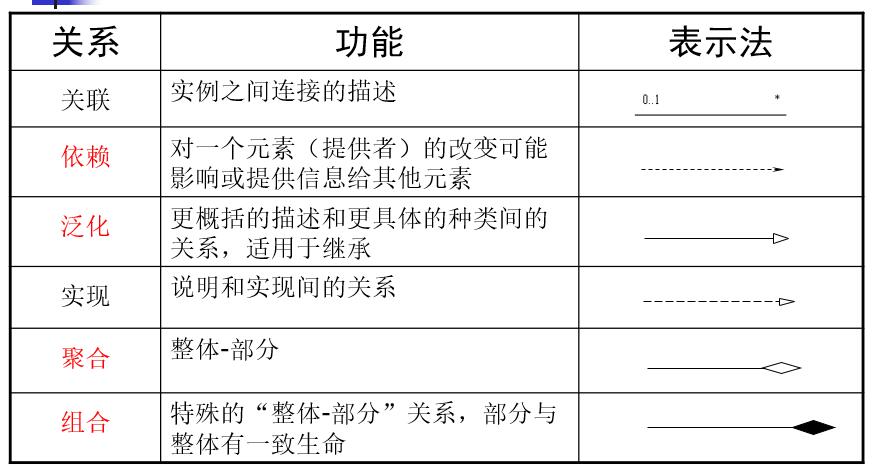 关系 功能 表示法
关联 实例之间连接的描述 0..1 *
依赖 对一个元素（提供者）的改变可能
影响或提供信息给其他元素
泛化 更概括的描述和更具体的种类间的
关系，适用于继承
实现 说明和实现间的关系
聚合 整体-部分
组合 特殊的“整体-部分”关系，部分与
整体有一致生命